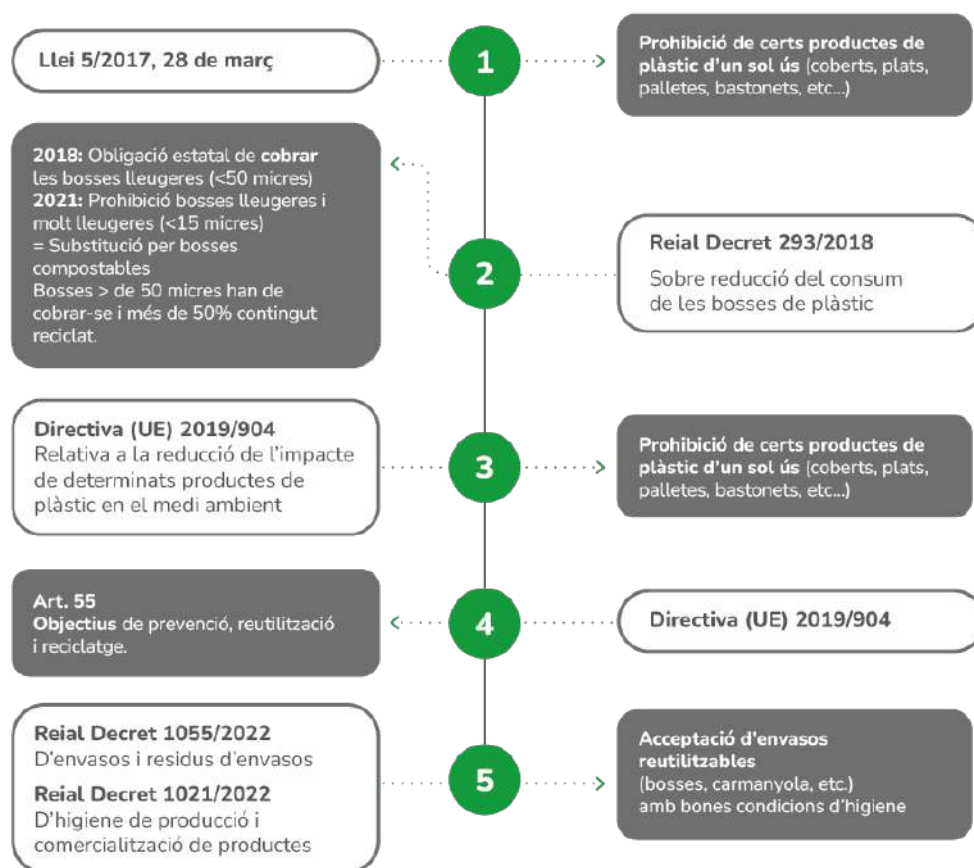 Llei 5/2017, 28 de març
1
Prohibició de certs productes de
plàstic d'un sol ús (coberts, plats,
palletes, bastonets, etc...)
2018: Obligació estatal de cobrar
les bosses lleugeres (<50 micres)
2021: Prohibició bosses lleugeres i
molt lleugeres (<15 micres)
= Substitució per bosses
compostables
Bosses > de 50 micres han de
cobrar-se i més de 50% contingut
reciclat.
2
Reial Decret 293/2018
Sobre reducció del consum
de les bosses de plàstic
Directiva (UE) 2019/904
Relativa a la reducció de l'impacte
de determinats productes de
plàstic en el medi ambient
3
Prohibició de certs productes de
plàstic d'un sol ús (coberts, plats,
palletes, bastonets, etc...)
Art. 55
Objectius de prevenció, reutilització
i reciclatge.
4
Directiva (UE) 2019/904
Reial Decret 1055/2022
D'envasos i residus d'envasos
Reial Decret 1021/2022
D'higiene de producció i
comercialització de productes
5
Acceptació d'envasos
reutilitzables
(bosses, carmanyola, etc.)
amb bones condicions d'higiene